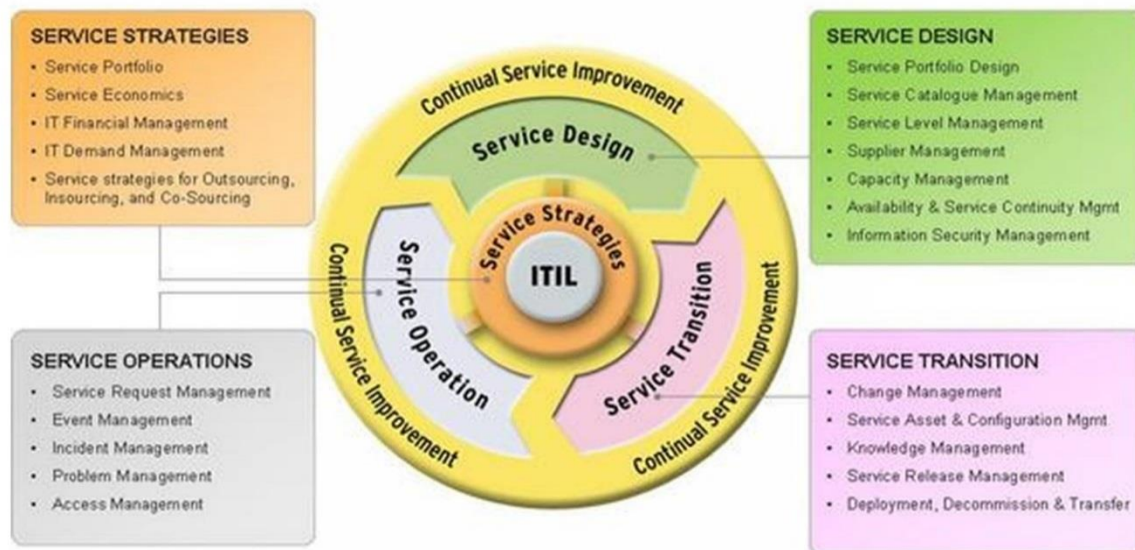 SERVICE STRATEGIES
• Service Portfolio
• Service Economics
• IT Financial Management
• IT Demand Management
• Service strategies for Outsourcing,
Insourcing, and Co-Sourcing
SERVICE OPERATIONS
• Service Request Management
• Event Management
• Incident Management
• Problem Management
• Access Management
Continual Service Improvement
Service Design
Service Strategies
ITIL
Service Operation
Service Transition
Continual Service Improvement
Continual Service Improvement
SERVICE DESIGN
• Service Portfolio Design
• Service Catalogue Management
• Service Level Management
• Supplier Management
• Capacity Management
• Availability & Service Continuity Mgmt
• Information Security Management
SERVICE TRANSITION
• Change Management
• Service Asset & Configuration Mgmt
• Knowledge Management
• Service Release Management
• Deployment, Decommission & Transfer